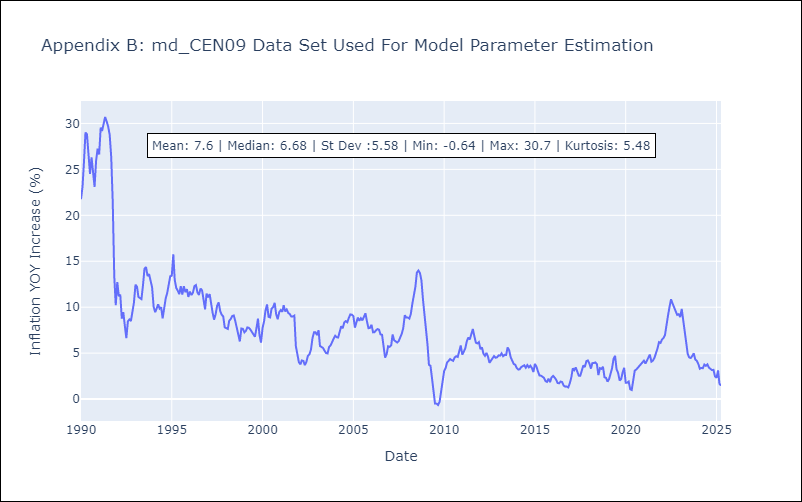 Appendix B: md_CEN09 Data Set Used For Model Parameter Estimation
Mean: 7.6 | Median: 6.68 | St Dev :5.58 | Min: -0.64 | Max: 30.7 | Kurtosis: 5.48
Inflation YOY Increase (%)
30
25
20
15
10
5
0
1990 1995 2000 2005 2010 2015 2020 2025
Date